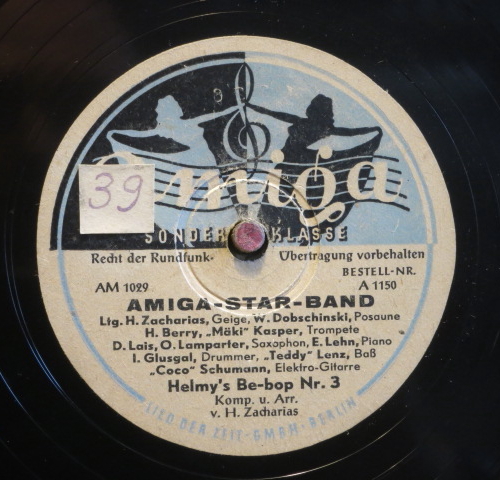 Amiga
39
SONDER KLASSE
Recht der Rundfunk- Übertragung vorbehalten
BESTELL-NR.
AM 1029 A 1150
AMIGA-STAR-BAND
Ltg. H. Zacharias, Geige, W. Dobschinski, Posaune
H. Berry, „Mäki" Kasper, Trompete
D. Lais, O. Lamparter, Saxophon, E. Lehn, Piano
I. Glusgal, Drummer, „Teddy" Lenz, Baß
„Coco" Schumann, Elektro-Gitarre
Helmy's Be-bop Nr. 3
Komp. u. Arr.
v. H. Zacharias
LIED DER ZEIT-GMBH-BERLIN